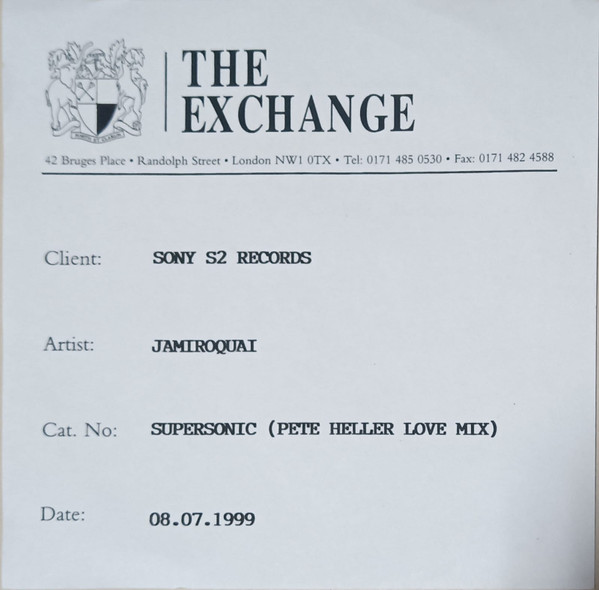 THE
EXCHANGE
42 Bruges Place • Randolph Street • London NW1 0TX • Tel: 0171 485 0530 • Fax: 0171 482 4588
Client: SONY S2 RECORDS
Artist: JAMIROQUAI
Cat. No: SUPERSONIC (PETE HELLER LOVE MIX)
Date: 08.07.1999